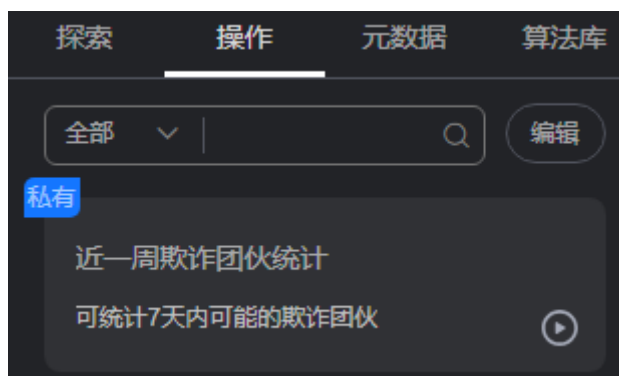 探索 操作 元数据 算法库
全部 编辑
私有
近一周欺诈团伙统计
可统计7天内可能的欺诈团伙